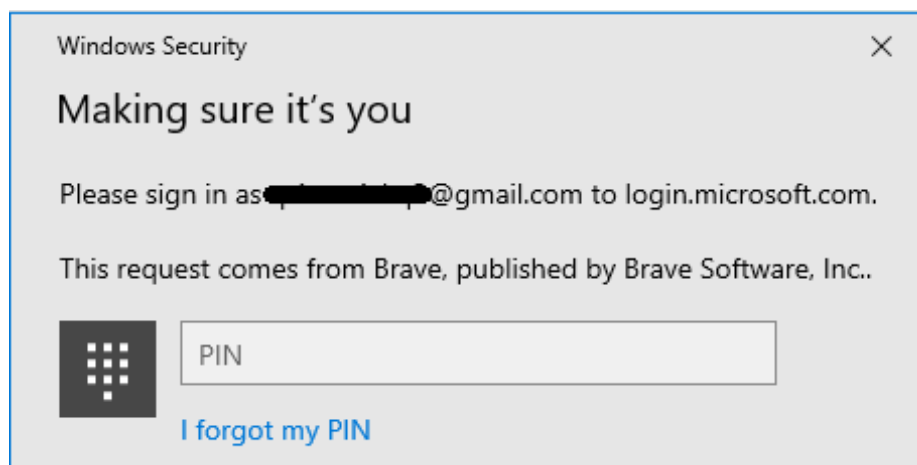 Windows Security
Making sure it's you
Please sign in as @gmail.com to login.microsoft.com.
This request comes from Brave, published by Brave Software, Inc..
PIN
I forgot my PIN